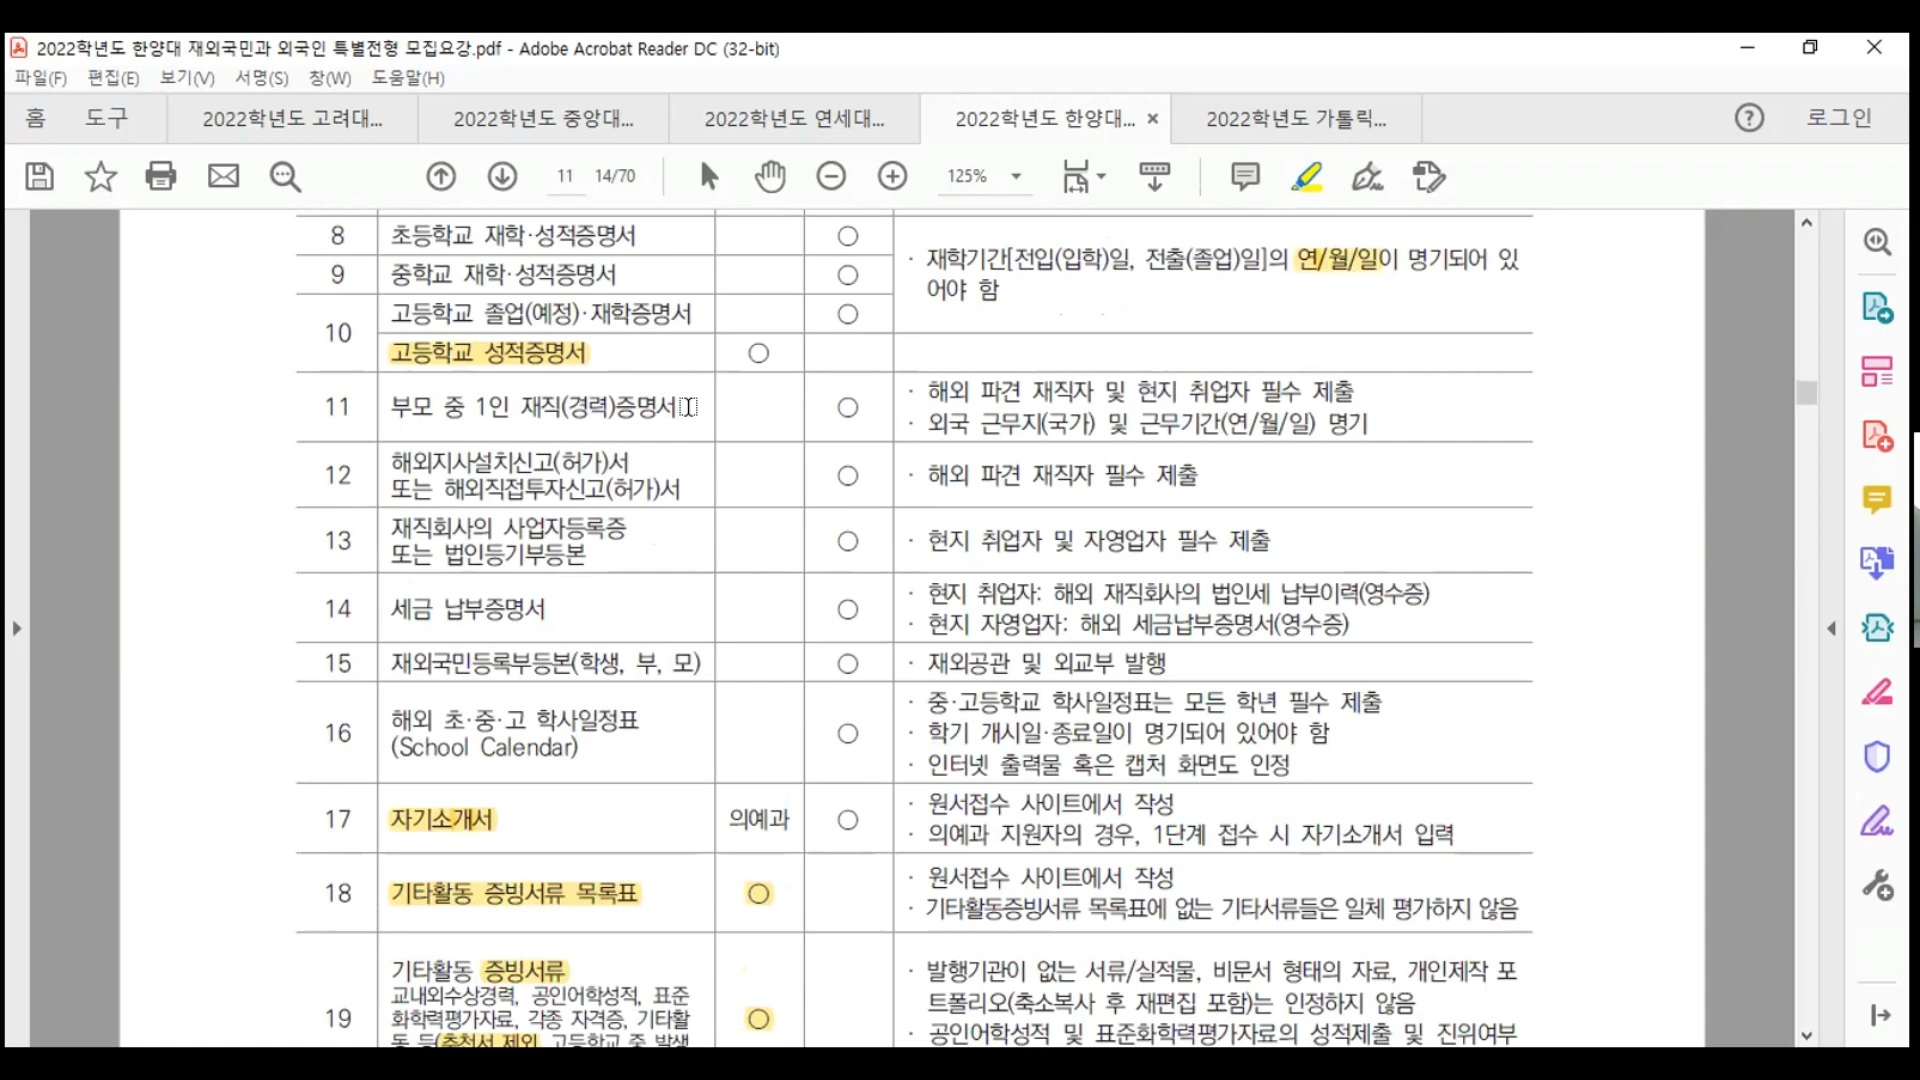 2022학년도 한양대 재외국민과 외국인 특별전형 모집요강.pdf - Adobe Acrobat Reader DC (32-bit)
파일(F) 편집(E) 보기(V) 서명(S) 창(W) 도움말(H)
홈 도구 2022학년도 고려대... 2022학년도 중앙대... 2022학년도 연세대... 2022학년도 한양대... × 2022학년도 가톨릭... 로그인
11 14/70 125%
8 초등학교 재학·성적증명서 ○
· 재학기간[전입(입학)일, 전출(졸업)일]의 연/월/일이 명기되어 있
어야 함
9 중학교 재학·성적증명서 ○
10 고등학교 졸업(예정)·재학증명서 ○
고등학교 성적증명서 ○
11 부모 중 1인 재직(경력)증명서 ○
· 해외 파견 재직자 및 현지 취업자 필수 제출
· 외국 근무지(국가) 및 근무기간(연/월/일) 명기
12 해외지사설치신고(허가)서
또는 해외직접투자신고(허가)서 ○
· 해외 파견 재직자 필수 제출
13 재직회사의 사업자등록증
또는 법인등기부등본 ○
· 현지 취업자 및 자영업자 필수 제출
14 세금 납부증명서 ○
· 현지 취업자: 해외 재직회사의 법인세 납부이력(영수증)
· 현지 자영업자: 해외 세금납부증명서(영수증)
15 재외국민등록부등본(학생, 부, 모) ○ · 재외공관 및 외교부 발행
16 해외 초·중·고 학사일정표
(School Calendar) ○
· 중·고등학교 학사일정표는 모든 학년 필수 제출
· 학기 개시일·종료일이 명기되어 있어야 함
· 인터넷 출력물 혹은 캡처 화면도 인정
17 자기소개서 의예과 ○
· 원서접수 사이트에서 작성
· 의예과 지원자의 경우, 1단계 접수 시 자기소개서 입력
18 기타활동 증빙서류 목록표 ○
· 원서접수 사이트에서 작성
· 기타활동증빙서류 목록표에 없는 기타서류들은 일체 평가하지 않음
19 기타활동 증빙서류
교내외수상경력, 공인어학성적, 표준
화학력평가자료, 각종 자격증, 기타활
동 등(추천서 제외, 고등학교 중 발생 ○
· 발행기관이 없는 서류/실적물, 비문서 형태의 자료, 개인제작 포
트폴리오(축소복사 후 재편집 포함)는 인정하지 않음
· 공인어학성적 및 표준화학력평가자료의 성적제출 및 진위여부